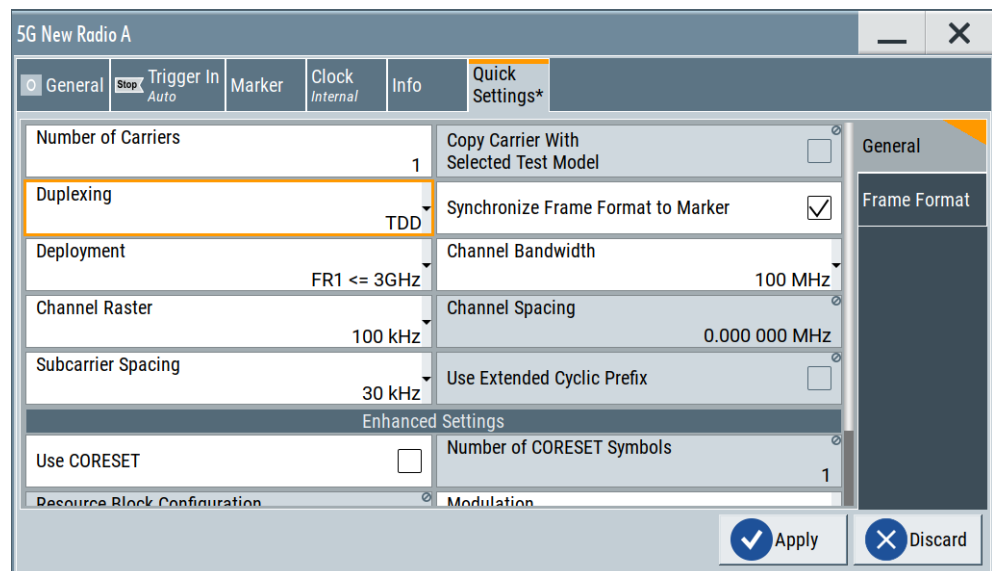 5G New Radio A
General
Stop
Trigger In
Auto
Marker
Clock
Internal
Info
Quick
Settings*
Number of Carriers
1
Copy Carrier With
Selected Test Model
General
Duplexing
TDD
Synchronize Frame Format to Marker
Frame Format
Deployment
FR1 <= 3GHz
Channel Bandwidth
100 MHz
Channel Raster
100 kHz
Channel Spacing
0.000 000 MHz
Subcarrier Spacing
30 kHz
Use Extended Cyclic Prefix
Enhanced Settings
Use CORESET
Number of CORESET Symbols
1
Resource Block Configuration
Modulation
Apply
Discard